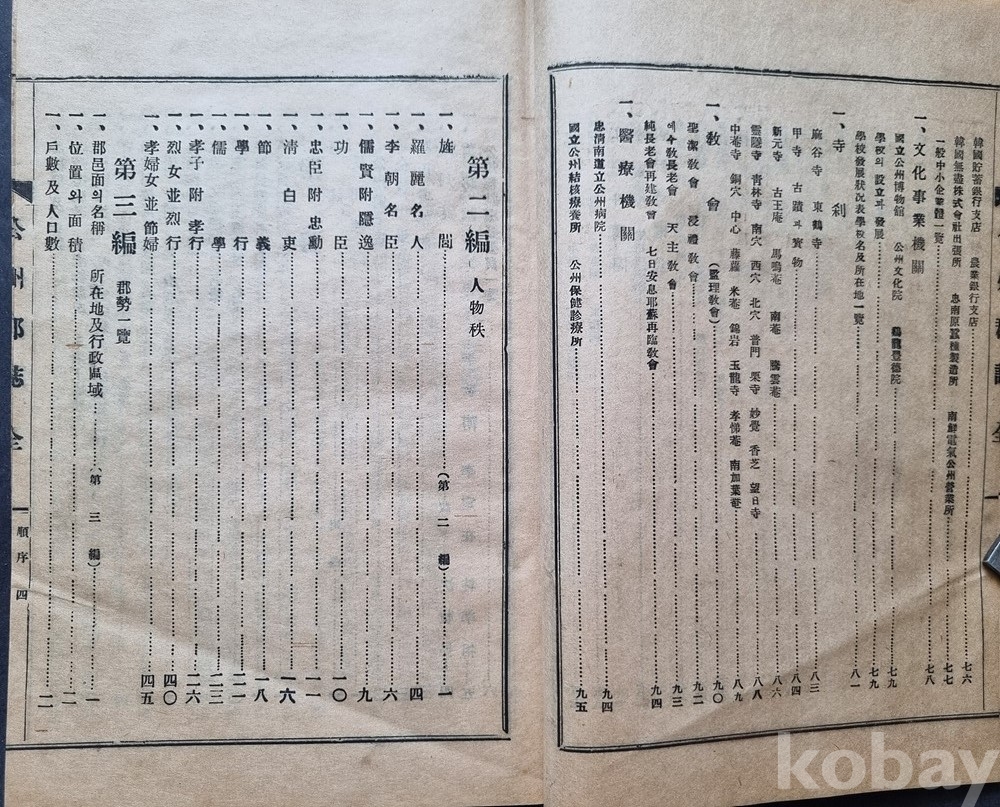 韓國貯蓄銀行支店 農業銀行支店 七六
韓國無盡株式會社出張所 忠南原蠶種製造所 南鮮電氣公州營業所 七七
一般中小企業體一覽 七八
一、文化事業機關
國立公州博物館 公州文化院 鷄龍登德院 七九
學校의 設立과 發展 七九
學校發展狀況表學校名及所在地一覽 八一
一、寺刹
麻谷寺 東鶴寺 八三
甲寺 古蹟과 寶物 八四
新元寺 古王庵 馬鳴庵 南庵 騰雲庵 八六
靈隱寺 靑林寺 南穴 西穴 北穴 普門 栗寺 妙覺 香芝 望日寺 八八
中庵寺 銅穴 中心 藤蘿 米庵 錦岩 玉龍寺 孝悌庵 南加葉庵 八九
一、敎會 (監理敎會) 九〇
聖潔敎會 浸禮敎會 九二
예수敎長老會 天主敎會 九三
純長老會再建敎會 七日安息耶蘇再臨敎會 九四
一、醫療機關
忠淸南道立公州病院 九四
國立公州結核療養所 公州保健診療所 九五
第二編 人物秩
一、族閥 (第二編) 一
一、羅麗名人 四
一、李朝名臣 六
一、儒賢附隱逸 九
一、功臣 一〇
一、忠臣附忠勳 一一
一、淸白吏 一六
一、節義 一八
一、學行 二一
一、儒學 二三
一、孝子附孝行 二六
一、烈女並烈行 四〇
一、孝婦女並節婦 四五
第三編 郡勢一覽
一、郡邑面의名稱 所在地及行政區域 (第三編) 一
一、位置와面積 二
一、戶數及人口數 二
公州郡誌 全
順序 四
kobay